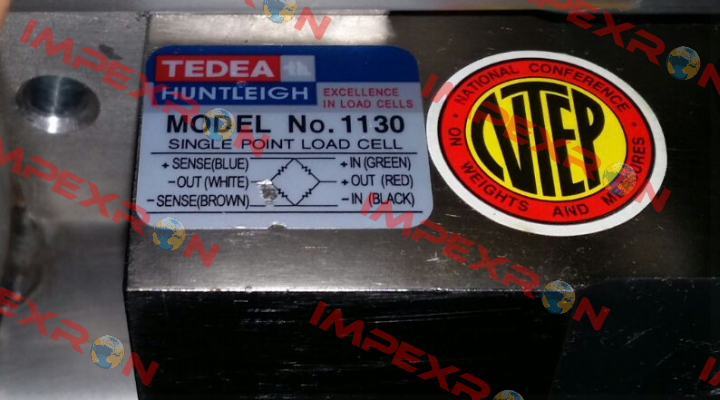 TEDEA
HUNTLEIGH
EXCELLENCE
IN LOAD CELLS
MODEL No. 1130
SINGLE POINT LOAD CELL
+ SENSE(BLUE) + IN (GREEN)
- OUT (WHITE) + OUT (RED)
- SENSE(BROWN) - IN (BLACK)
NATIONAL CONFERENCE
ON WEIGHTS AND MEASURES
NTEP
IMPEXRON
IMPEXRON
IMPEXRON
IMPEXRON
IMPEXRON
IMPEXRON